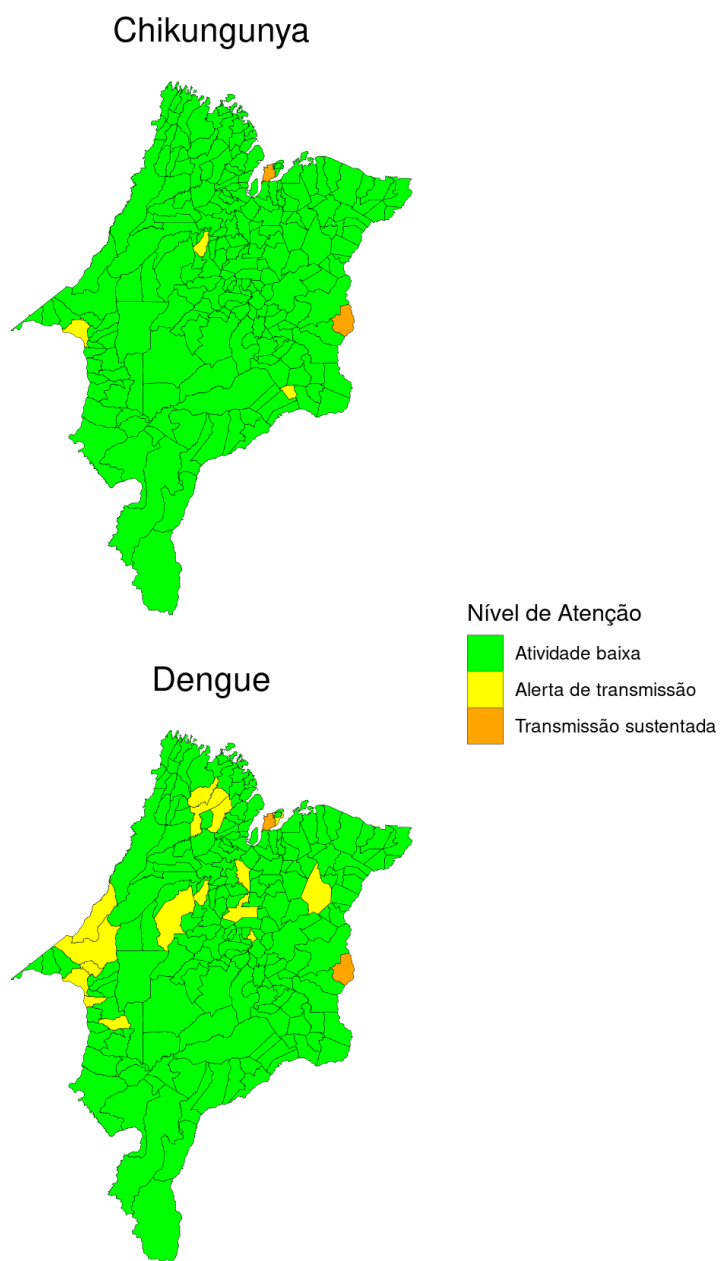 Chikungunya
Nível de Atenção
Atividade baixa
Alerta de transmissão
Transmissão sustentada
Dengue